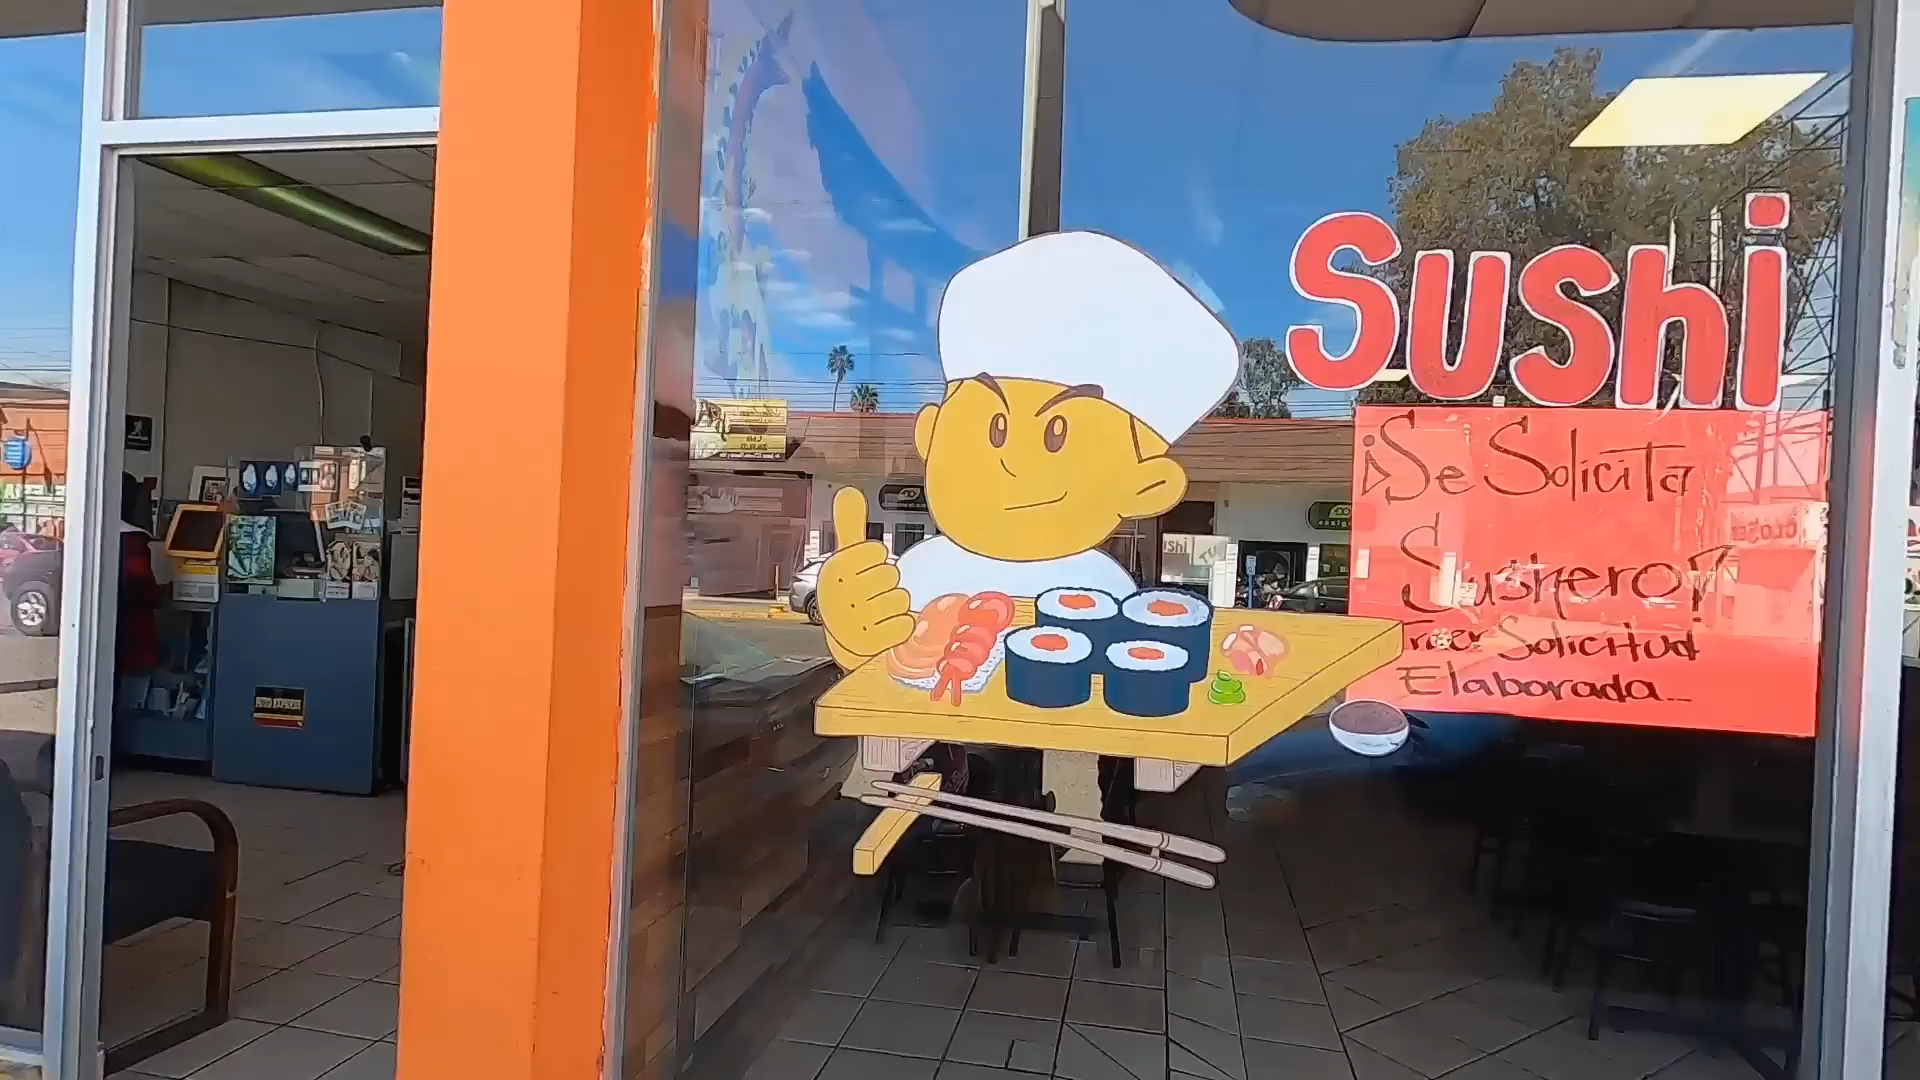 Sushi
¡Se Solicita
Sushero!
Traer Solicitud
Elaborada...